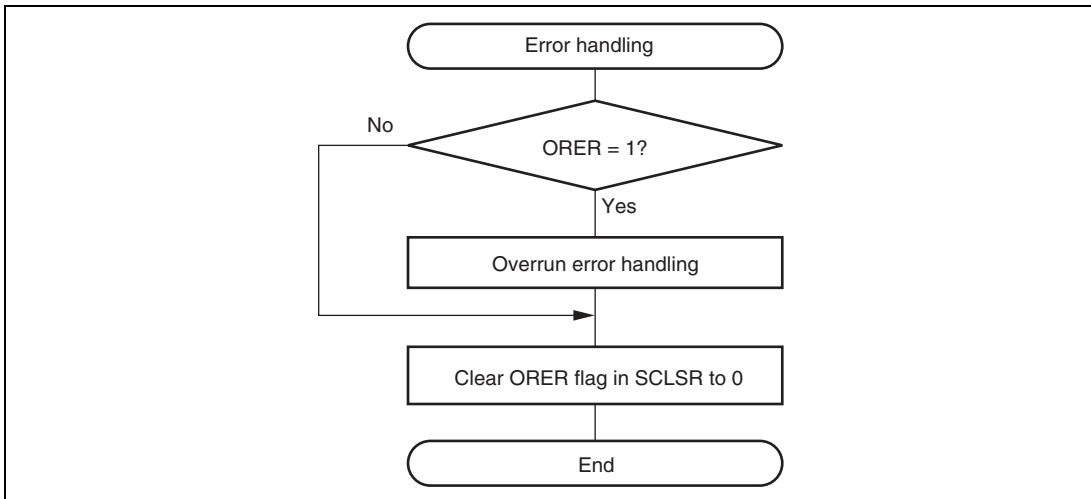 Error handling
No
ORER = 1?
Yes
Overrun error handling
Clear ORER flag in SCLSR to 0
End